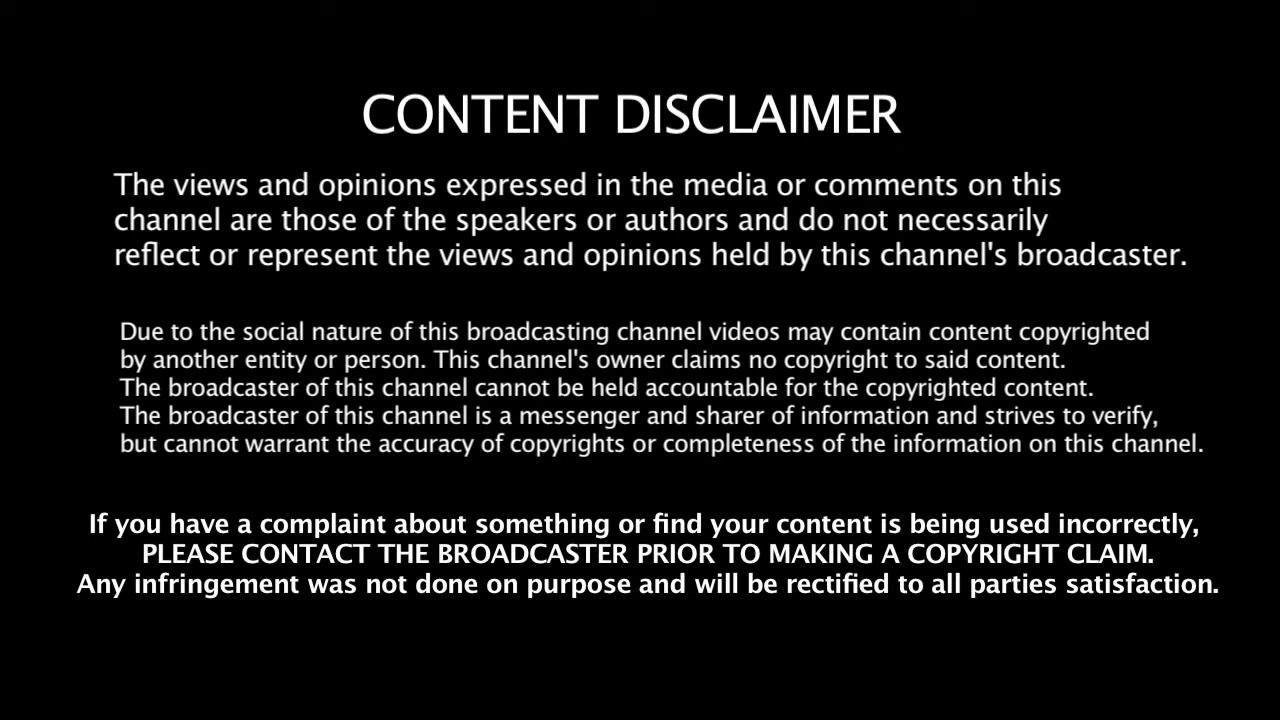 CONTENT DISCLAIMER
The views and opinions expressed in the media or comments on this
channel are those of the speakers or authors and do not necessarily
reflect or represent the views and opinions held by this channel's broadcaster.
Due to the social nature of this broadcasting channel videos may contain content copyrighted
by another entity or person. This channel's owner claims no copyright to said content.
The broadcaster of this channel cannot be held accountable for the copyrighted content.
The broadcaster of this channel is a messenger and sharer of information and strives to verify,
but cannot warrant the accuracy of copyrights or completeness of the information on this channel.
If you have a complaint about something or find your content is being used incorrectly,
PLEASE CONTACT THE BROADCASTER PRIOR TO MAKING A COPYRIGHT CLAIM.
Any infringement was not done on purpose and will be rectified to all parties satisfaction.